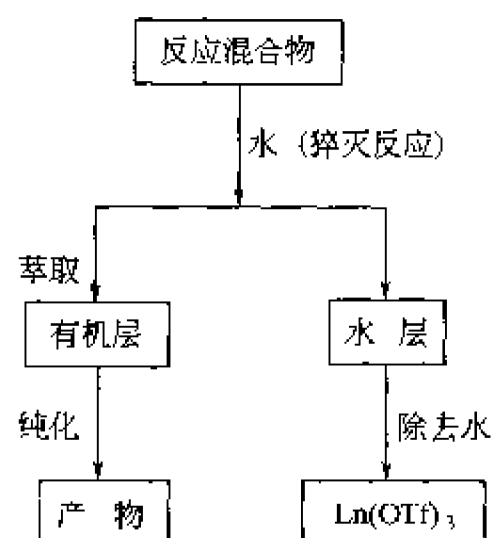 反应混合物
水 (猝灭反应)
萃取
有机层
水 层
纯化
除去水
产 物
Ln(OTf)₃